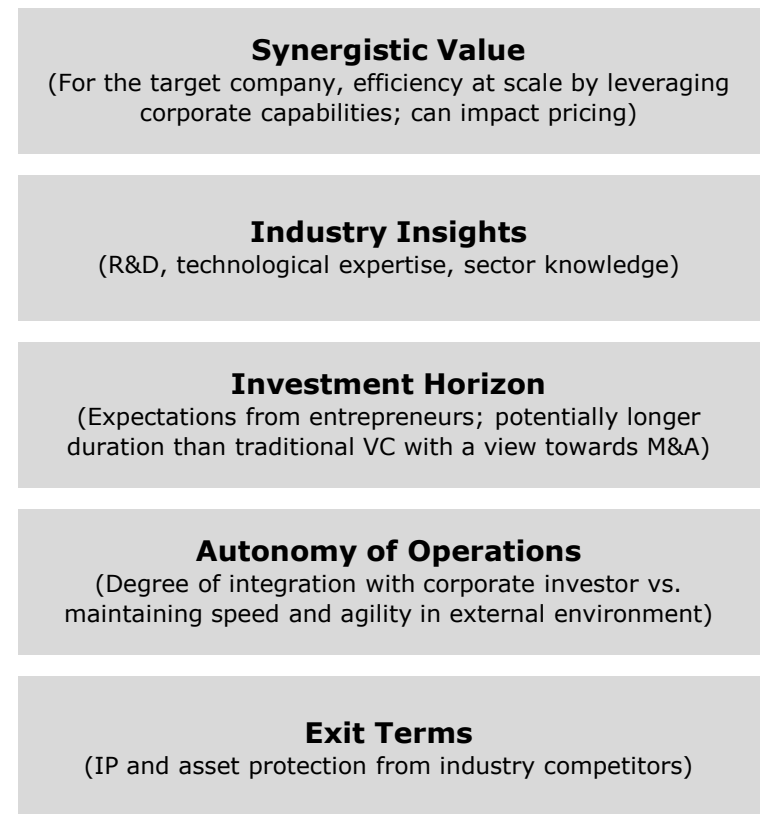 Synergistic Value
(For the target company, efficiency at scale by leveraging
corporate capabilities; can impact pricing)
Industry Insights
(R&D, technological expertise, sector knowledge)
Investment Horizon
(Expectations from entrepreneurs; potentially longer
duration than traditional VC with a view towards M&A)
Autonomy of Operations
(Degree of integration with corporate investor vs.
maintaining speed and agility in external environment)
Exit Terms
(IP and asset protection from industry competitors)